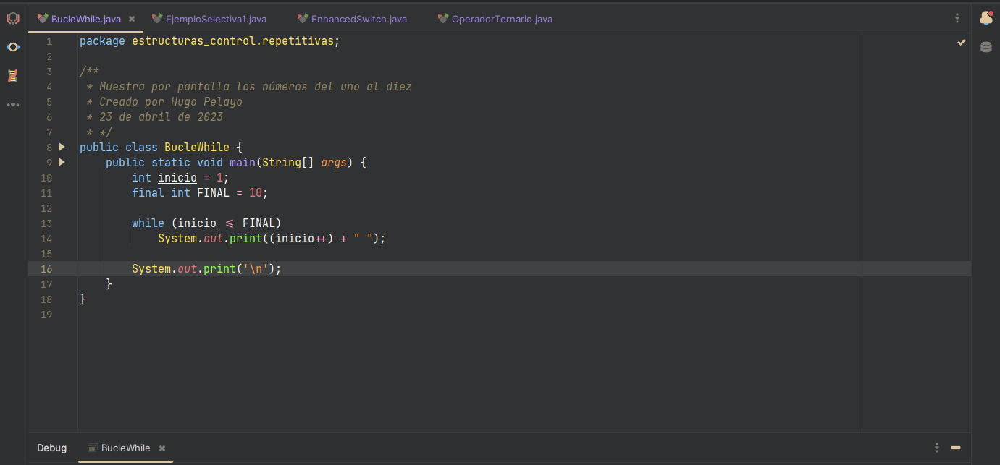 BucleWhile.java EjemploSelectiva1.java EnhancedSwitch.java OperadorTernario.java
1 package estructuras_control.repetitivas;
2
3 /**
4 * Muestra por pantalla los números del uno al diez
5 * Creado por Hugo Pelayo
6 * 23 de abril de 2023
7 * */
8 public class BucleWhile {
9 public static void main(String[] args) {
10 int inicio = 1;
11 final int FINAL = 10;
12
13 while (inicio <= FINAL)
14 System.out.print((inicio++) + " ");
15
16 System.out.print('\n');
17 }
18 }
19
Debug BucleWhile